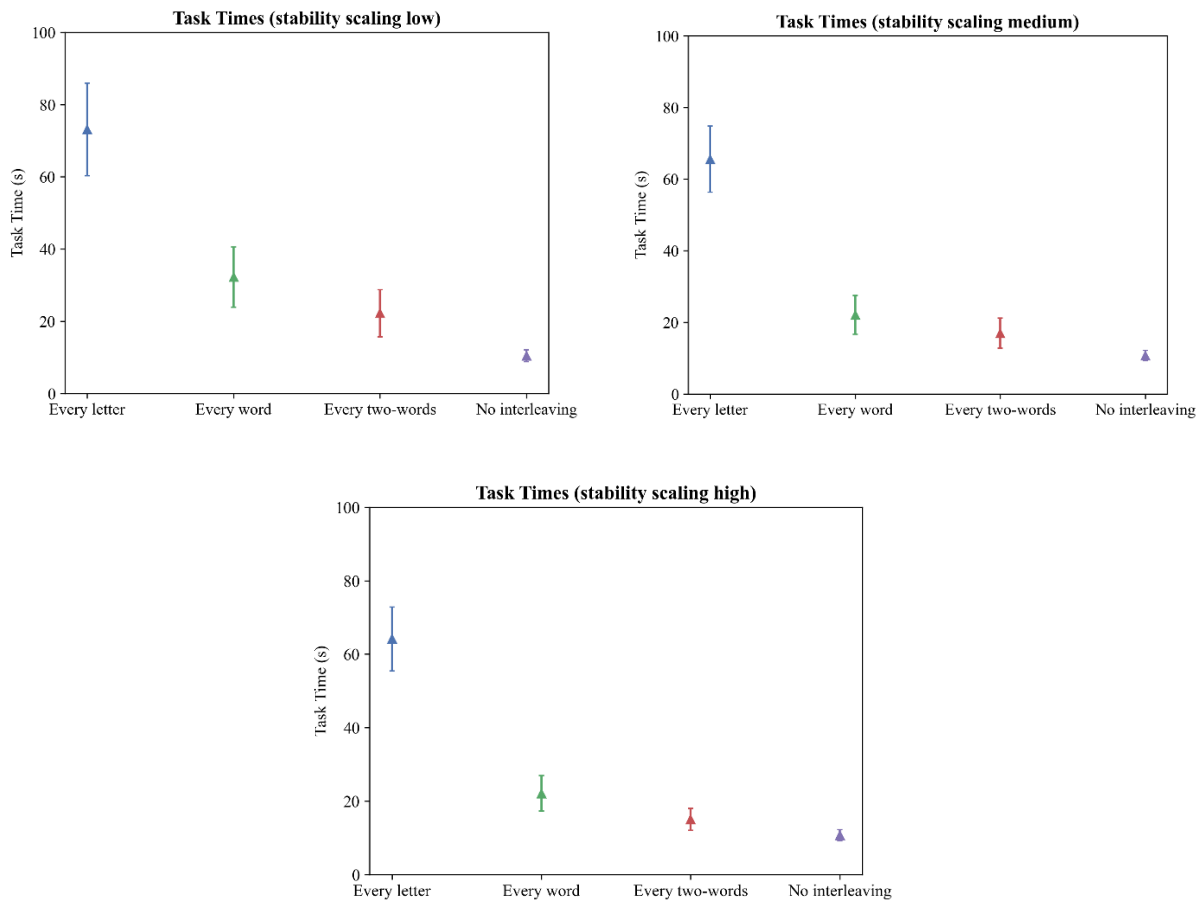 Task Times (stability scaling low)
100
80
60
40
20
0
Task Time (s)
Every letter
Every word
Every two-words
No interleaving
Task Times (stability scaling medium)
100
80
60
40
20
0
Task Time (s)
Every letter
Every word
Every two-words
No interleaving
Task Times (stability scaling high)
100
80
60
40
20
0
Task Time (s)
Every letter
Every word
Every two-words
No interleaving